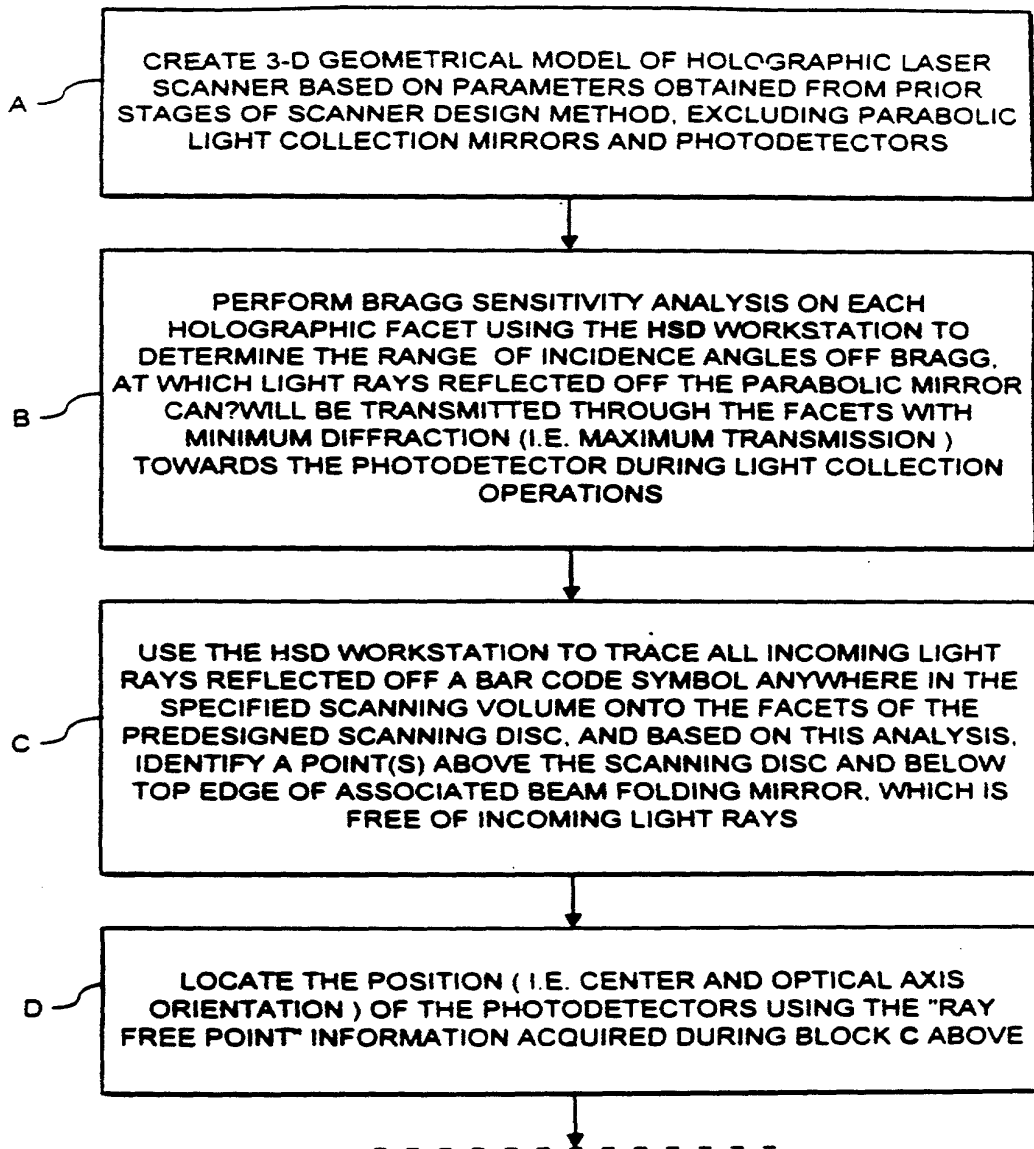 CREATE 3-D GEOMETRICAL MODEL OF HOLOGRAPHIC LASER
SCANNER BASED ON PARAMETERS OBTAINED FROM PRIOR
STAGES OF SCANNER DESIGN METHOD, EXCLUDING PARABOLIC
LIGHT COLLECTION MIRRORS AND PHOTODETECTORS
A
PERFORM BRAGG SENSITIVITY ANALYSIS ON EACH
HOLOGRAPHIC FACET USING THE HSD WORKSTATION TO
DETERMINE THE RANGE OF INCIDENCE ANGLES OFF BRAGG,
AT WHICH LIGHT RAYS REFLECTED OFF THE PARABOLIC MIRROR
CAN?WILL BE TRANSMITTED THROUGH THE FACETS WITH
MINIMUM DIFFRACTION (I.E. MAXIMUM TRANSMISSION )
TOWARDS THE PHOTODETECTOR DURING LIGHT COLLECTION
OPERATIONS
B
USE THE HSD WORKSTATION TO TRACE ALL INCOMING LIGHT
RAYS REFLECTED OFF A BAR CODE SYMBOL ANYWHERE IN THE
SPECIFIED SCANNING VOLUME ONTO THE FACETS OF THE
PREDESIGNED SCANNING DISC, AND BASED ON THIS ANALYSIS,
IDENTIFY A POINT(S) ABOVE THE SCANNING DISC AND BELOW
TOP EDGE OF ASSOCIATED BEAM FOLDING MIRROR, WHICH IS
FREE OF INCOMING LIGHT RAYS
C
LOCATE THE POSITION ( I.E. CENTER AND OPTICAL AXIS
ORIENTATION ) OF THE PHOTODETECTORS USING THE "RAY
FREE POINT" INFORMATION ACQUIRED DURING BLOCK C ABOVE
D